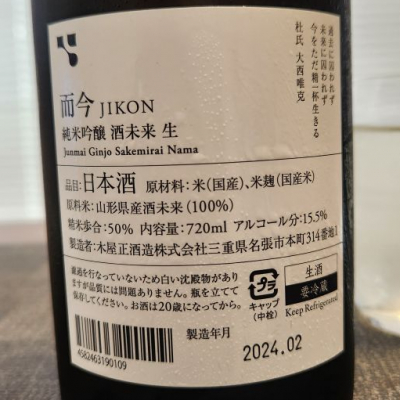 過去に囚われず
未来に囚われず
今をただ精一杯生きる
杜氏 大西唯克
而今 JIKON
純米吟醸 酒未来 生
Junmai Ginjo Sakemirai Nama
品目:日本酒 原材料:米(国産)、米麹(国産米)
原料米:山形県産酒未来(100%)
精米歩合:50% 内容量:720ml アルコール分:15.5%
製造者:木屋正酒造株式会社三重県名張市本町314番地1
濾過を行なっていないため白い沈殿物があり
ますが品質には問題ありません。瓶を立てて
保存してください。お酒は20歳になってから。
プラ
キャップ
(中栓)
生酒
要冷蔵
Keep Refrigerated
4582463190109
製造年月
2024.02